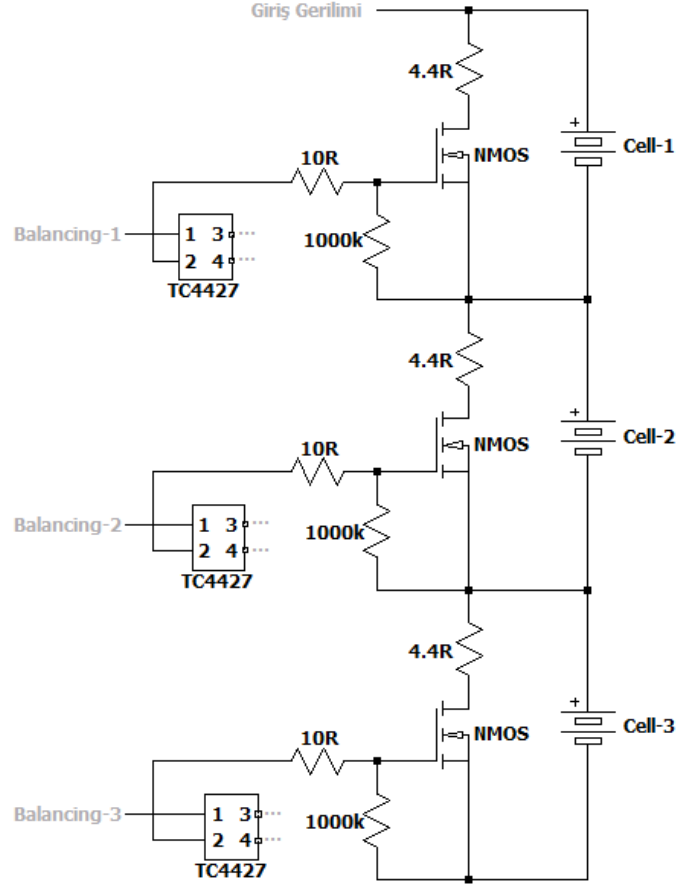 Giriş Gerilimi
4.4R
+
Cell-1
NMOS
10R
Balancing-1
1 3
2 4
1000k
TC4427
4.4R
+
Cell-2
NMOS
10R
Balancing-2
1 3
2 4
1000k
TC4427
4.4R
+
Cell-3
NMOS
10R
Balancing-3
1 3
2 4
1000k
TC4427